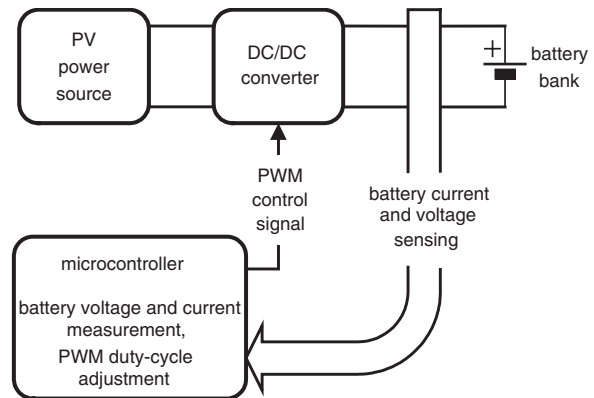 PV
power
source
DC/DC
converter
+
battery
bank
PWM
control
signal
battery current
and voltage
sensing
microcontroller
battery voltage and current
measurement,
PWM duty-cycle
adjustment